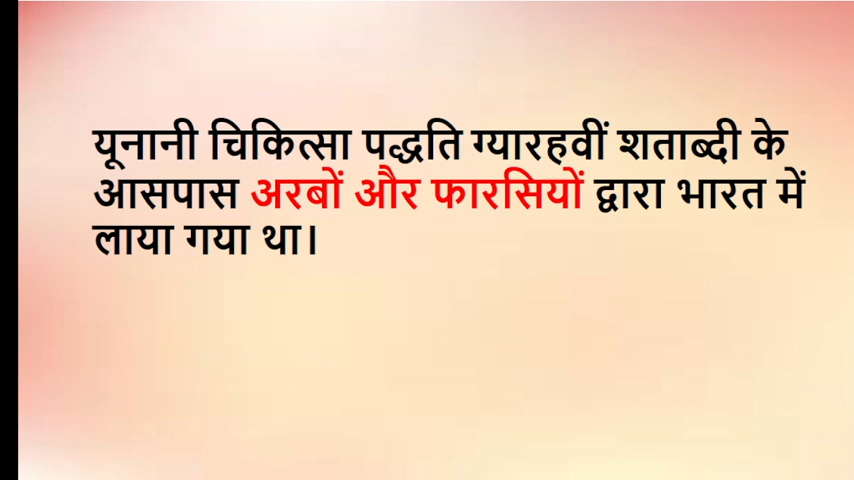 यूनानी चिकित्सा पद्धति ग्यारहवीं शताब्दी के
आसपास अरबों और फारसियों द्वारा भारत में
लाया गया था।